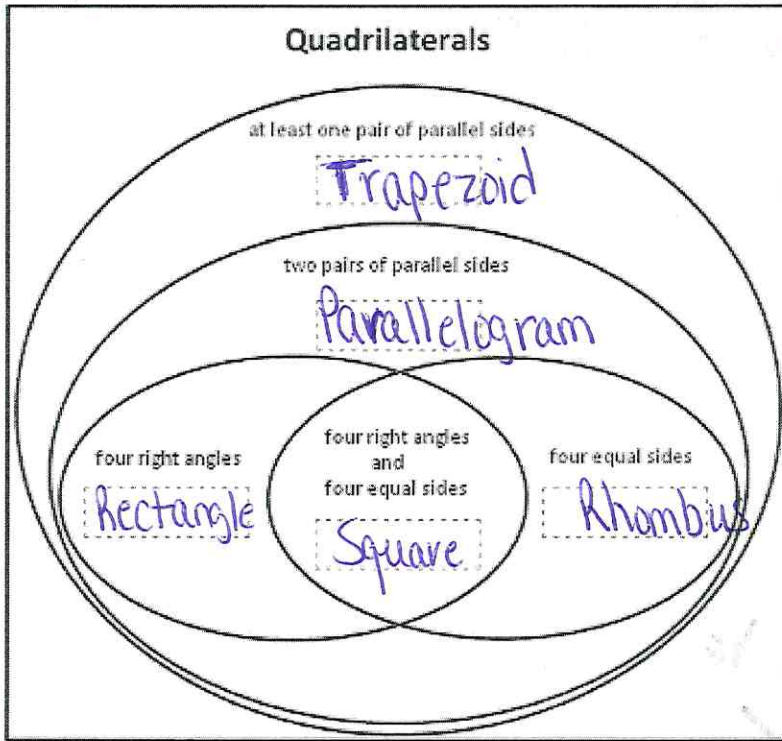 Quadrilaterals
at least one pair of parallel sides
Trapezoid
two pairs of parallel sides
Parallelogram
four right angles
Rectangle
four right angles
and
four equal sides
Square
four equal sides
Rhombus